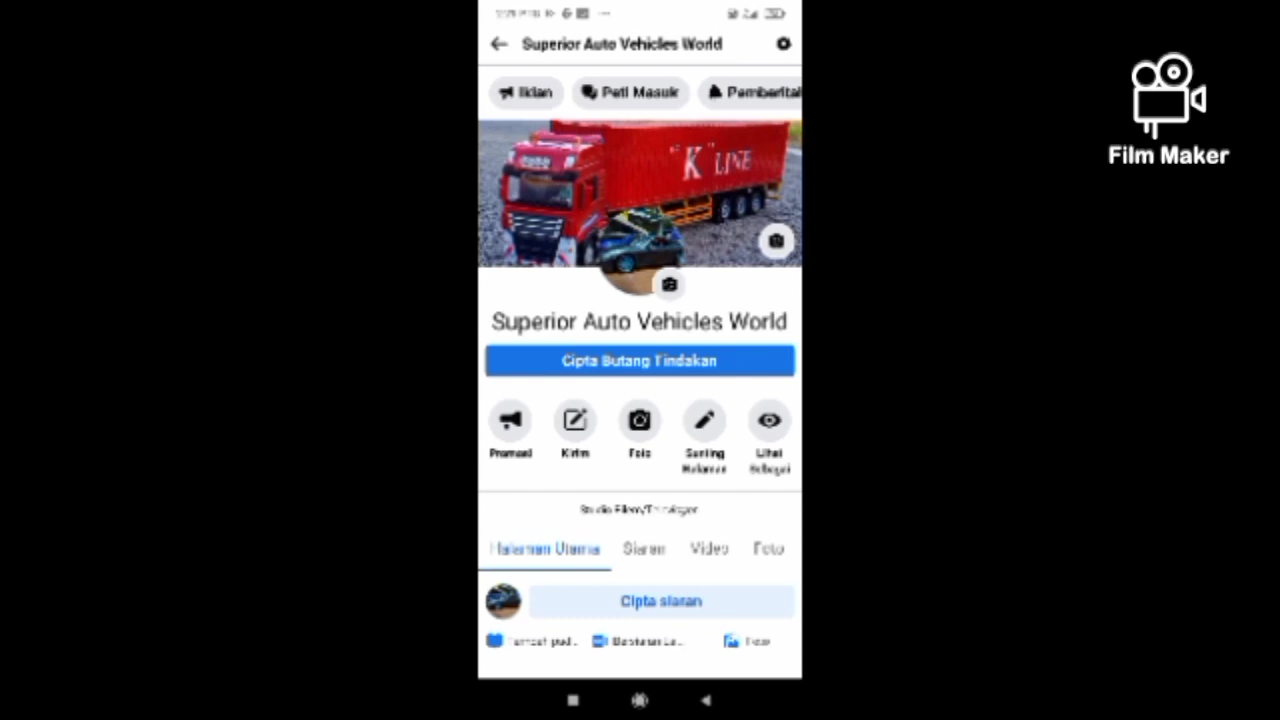 Superior Auto Vehicles World
Iklan
Peti Masuk
Pemberital
"K" LINE
Film Maker
Superior Auto Vehicles World
Cipta Butang Tindakan
Promosi
Kirim
Foto
Sunting Halaman
Lihat Sebagai
Halaman Utama
Siaran
Video
Foto
Cipta siaran
Foto